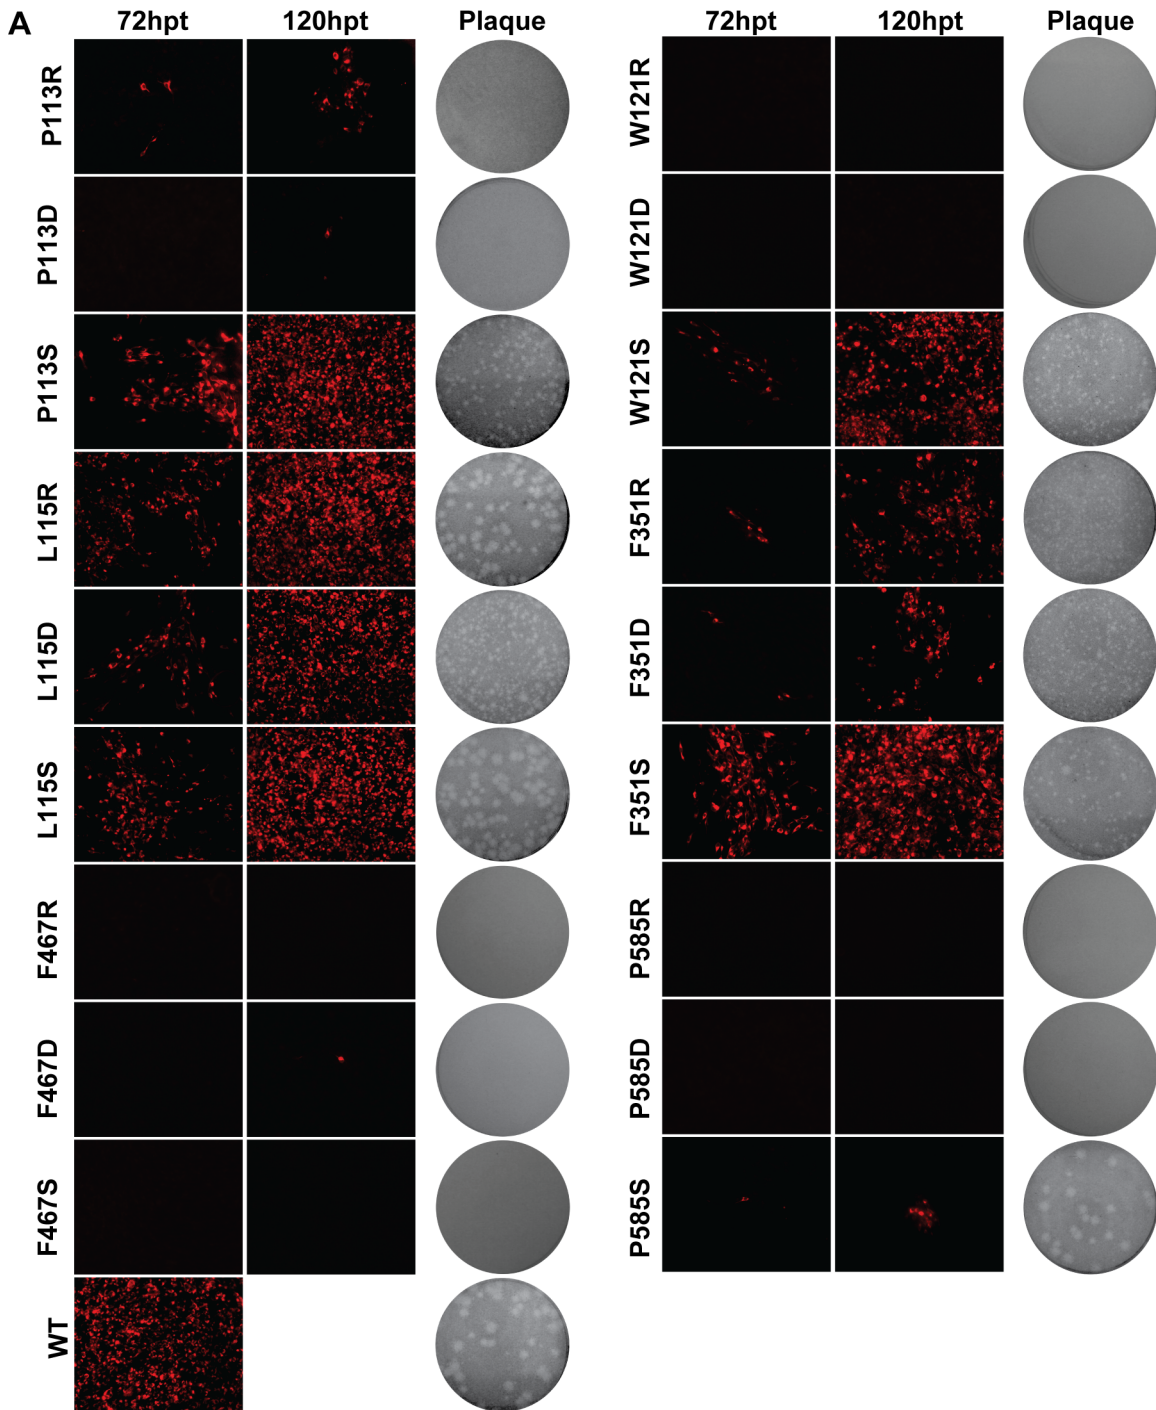 A
72hpt 120hpt Plaque
P113R
P113D
P113S
L115R
L115D
L115S
F467R
F467D
F467S
WT
72hpt 120hpt Plaque
W121R
W121D
W121S
F351R
F351D
F351S
P585R
P585D
P585S